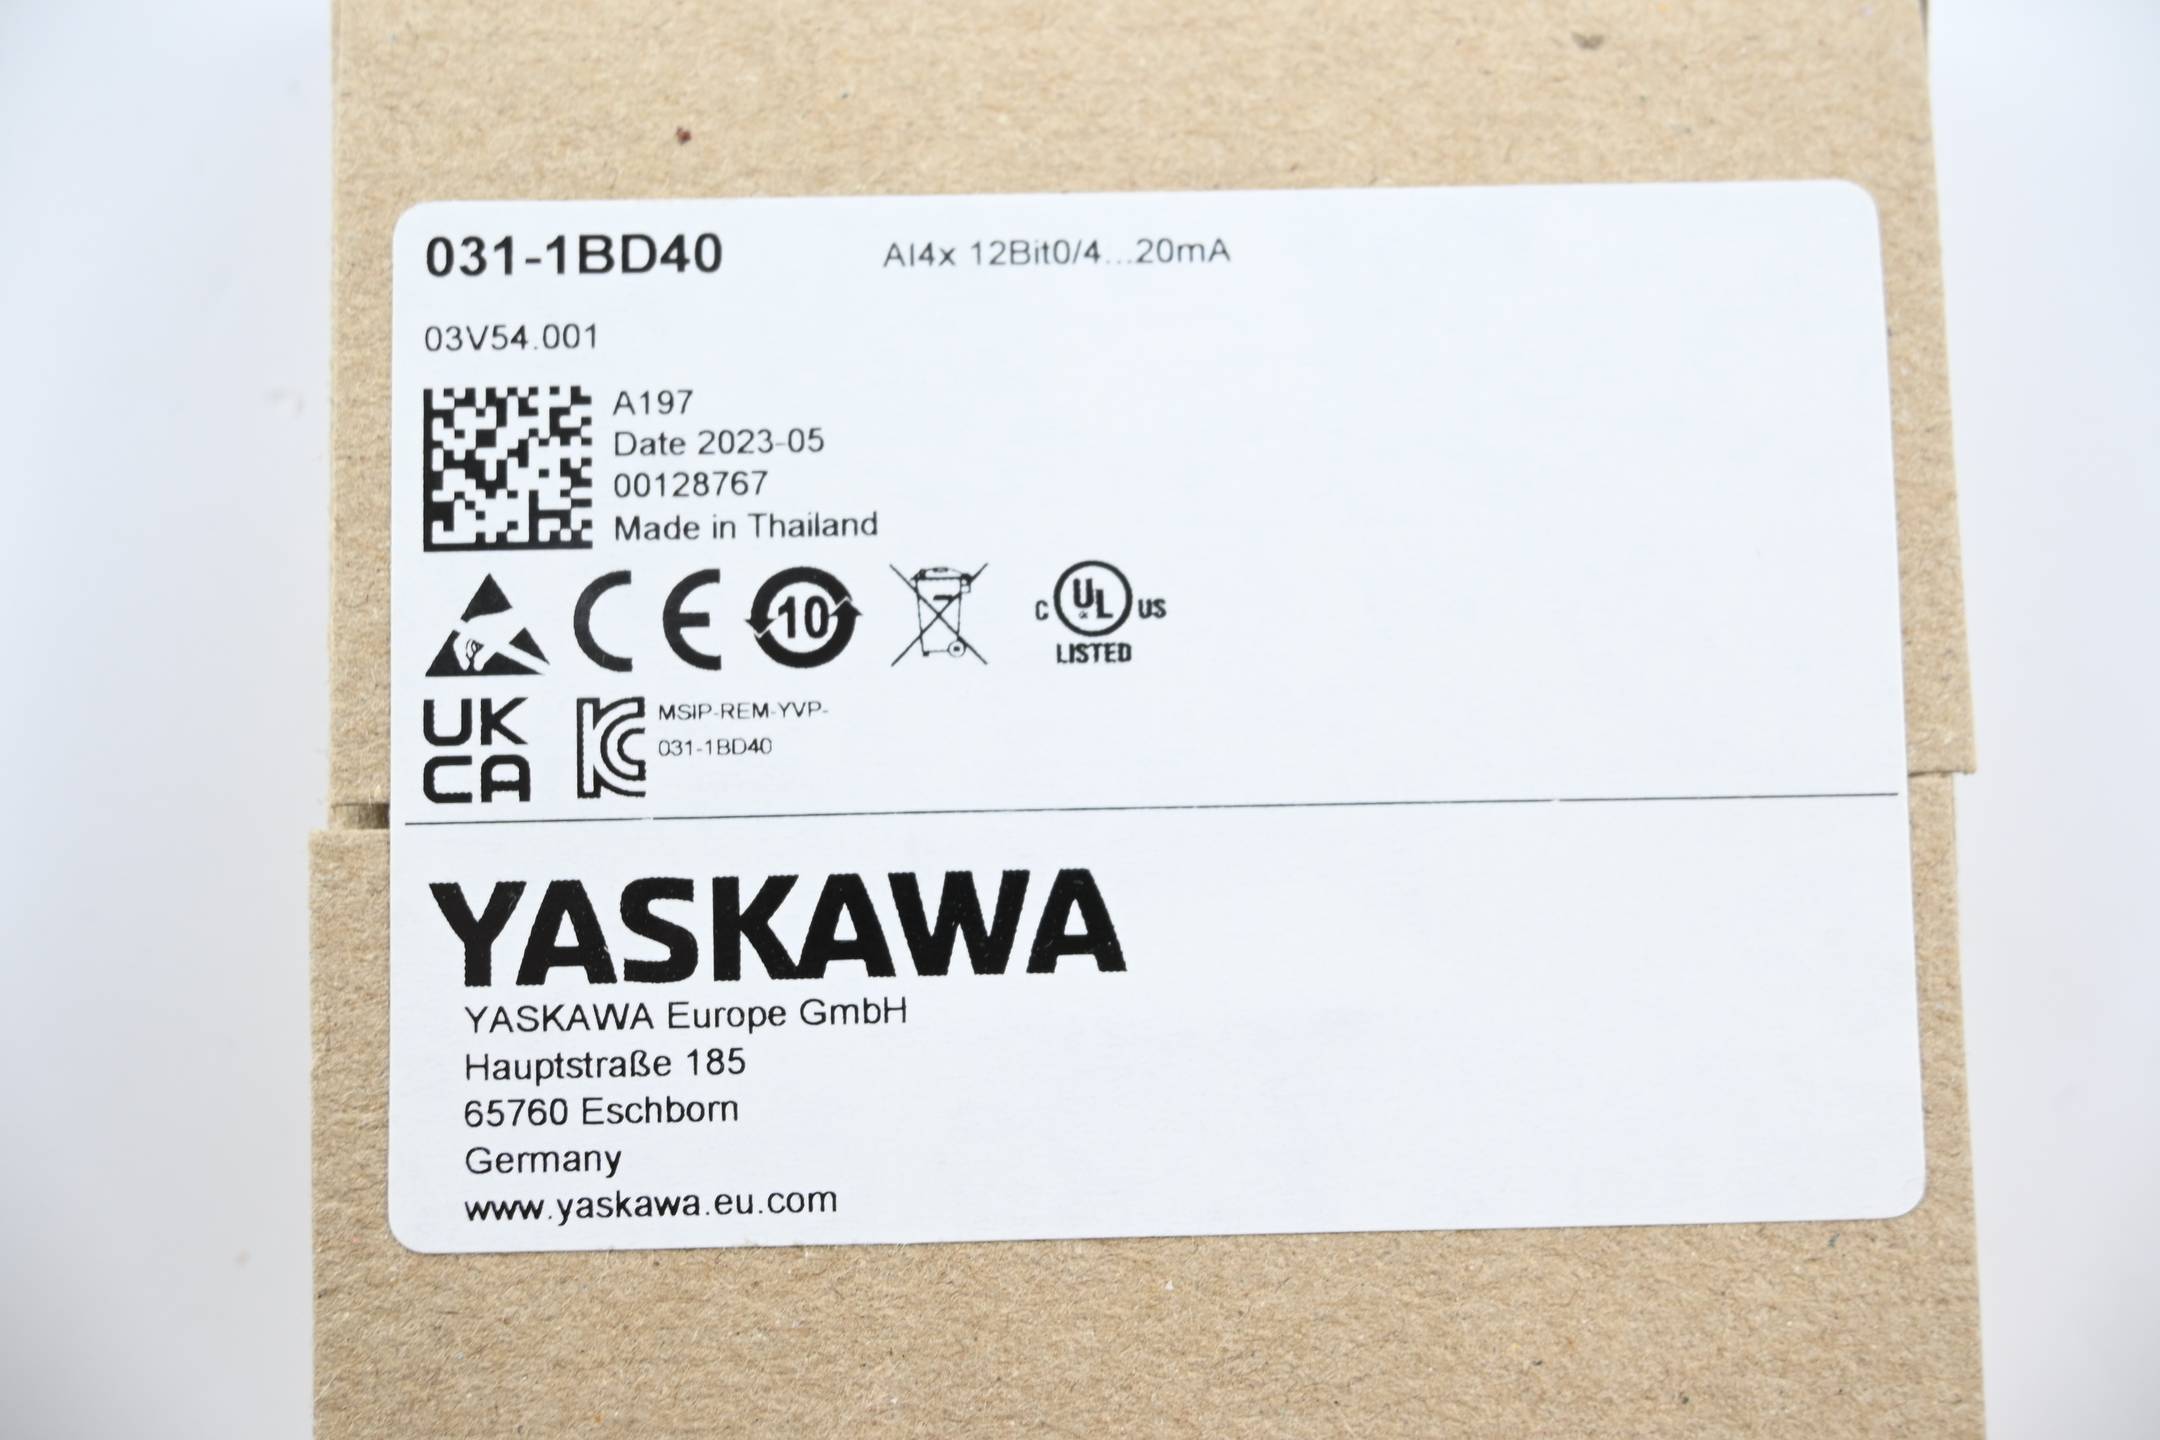 031-1BD40 AI4x 12Bit0/4...20mA
03V54.001
A197
Date 2023-05
00128767
Made in Thailand
CE 10 C UL US
LISTED
UK
CA
MSIP-REM-YVP-
031-1BD40
YASKAWA
YASKAWA Europe GmbH
Hauptstraße 185
65760 Eschborn
Germany
www.yaskawa.eu.com